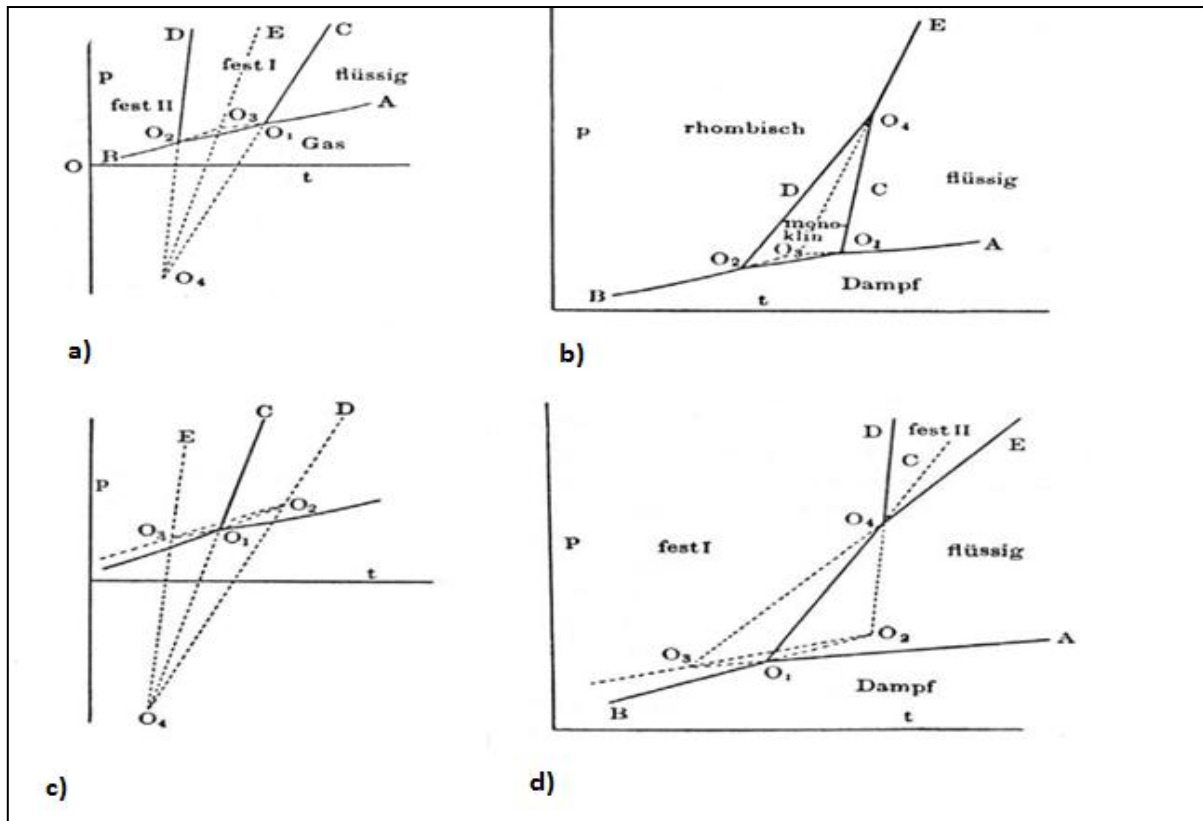 D E C
p fest I flüssig
fest II
O₃ A
O₂ O₁
B Gas
O t
O₄
a)
E
p rhombisch O₄
D C flüssig
mono-
klin
O₃ O₁ A
O₂
B t Dampf
b)
C D
E
p
O₂
O₃ O₁
t
O₄
c)
D fest II E
C
O₄
P fest I flüssig
O₃ O₂ A
O₁
B Dampf
t
d)